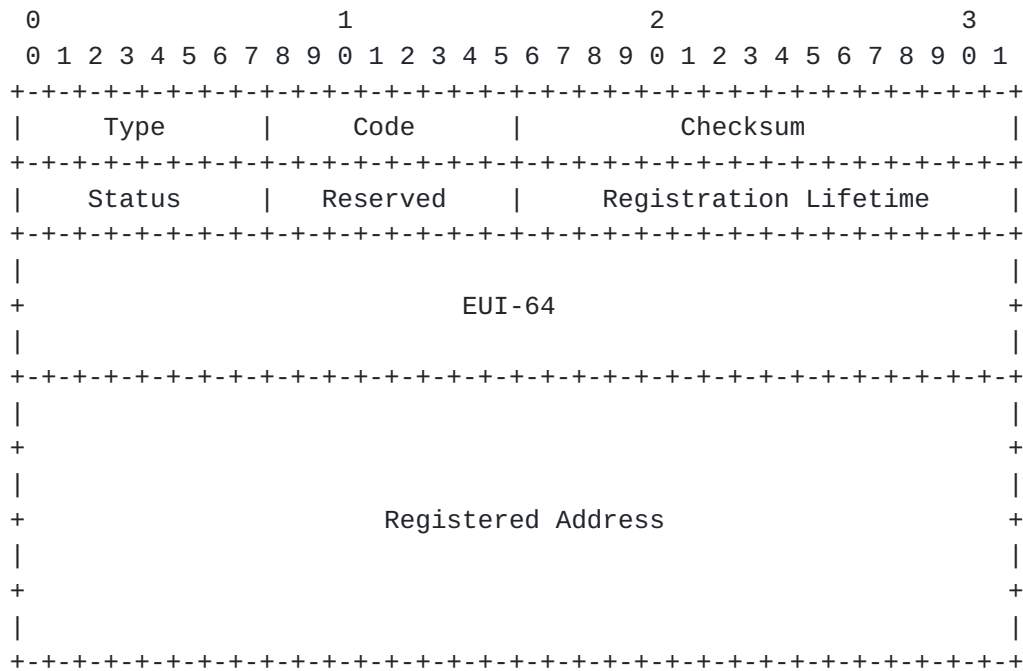 0                   1                   2                   3
 0 1 2 3 4 5 6 7 8 9 0 1 2 3 4 5 6 7 8 9 0 1 2 3 4 5 6 7 8 9 0 1
+-+-+-+-+-+-+-+-+-+-+-+-+-+-+-+-+-+-+-+-+-+-+-+-+-+-+-+-+-+-+-+-+
|     Type      |     Code      |          Checksum             |
+-+-+-+-+-+-+-+-+-+-+-+-+-+-+-+-+-+-+-+-+-+-+-+-+-+-+-+-+-+-+-+-+
|    Status     |   Reserved    |     Registration Lifetime     |
+-+-+-+-+-+-+-+-+-+-+-+-+-+-+-+-+-+-+-+-+-+-+-+-+-+-+-+-+-+-+-+-+
|                                                               |
+                            EUI-64                             +
|                                                               |
+-+-+-+-+-+-+-+-+-+-+-+-+-+-+-+-+-+-+-+-+-+-+-+-+-+-+-+-+-+-+-+-+
|                                                               |
+                                                               +
|                                                               |
+                       Registered Address                      +
|                                                               |
+                                                               +
|                                                               |
+-+-+-+-+-+-+-+-+-+-+-+-+-+-+-+-+-+-+-+-+-+-+-+-+-+-+-+-+-+-+-+-+